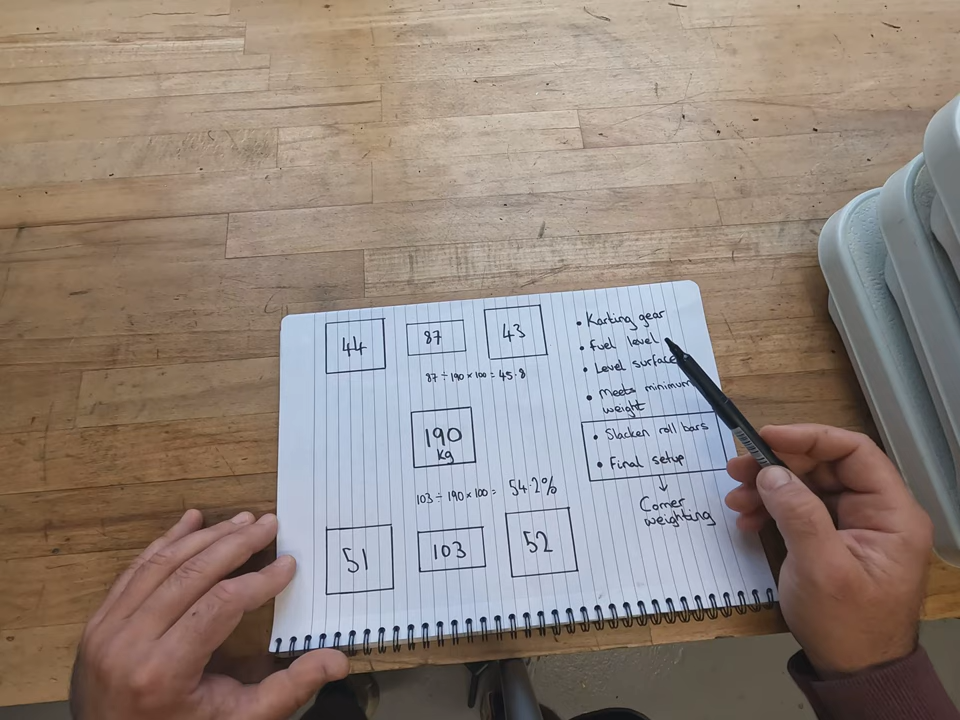 44
87
43
87 ÷ 190 × 100 = 45.8
190
kg
103 ÷ 190 × 100 = 54.2%
51
103
52
• Karting gear
• Fuel level
• Level surface
• Meets minimum
weight
• Slacken roll bars
• Final setup
↓
Corner
weighting